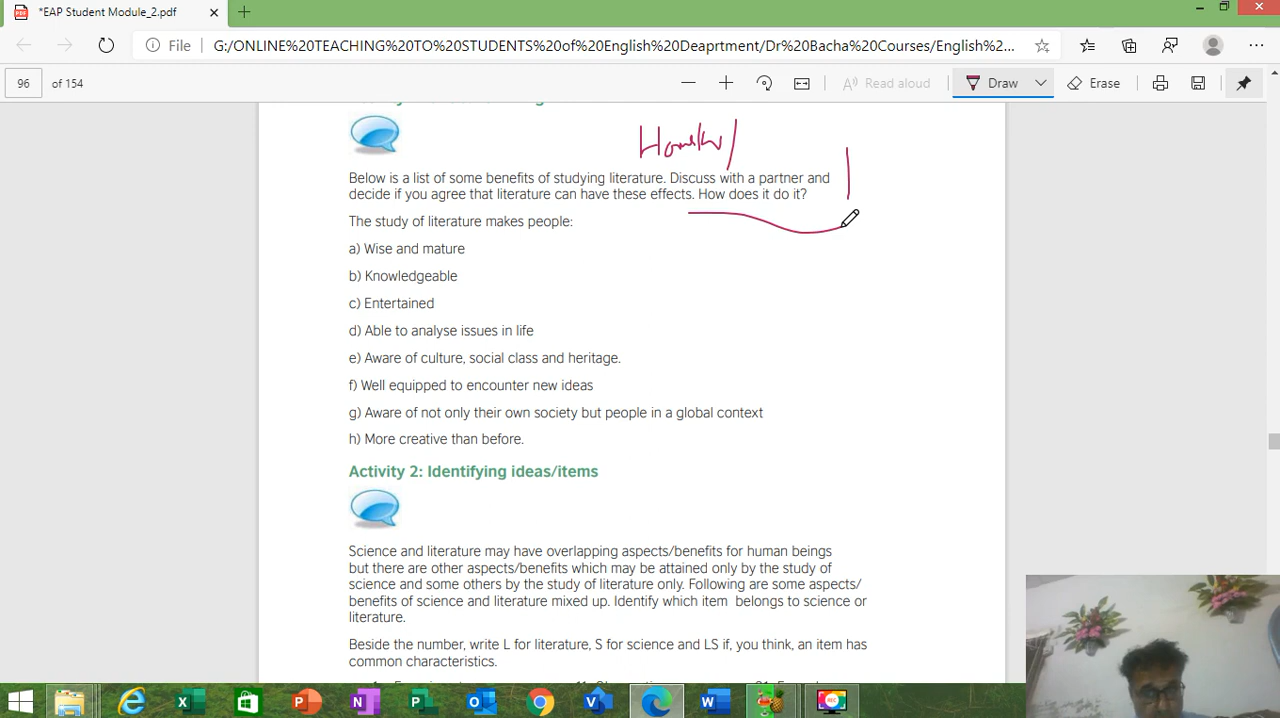 *EAP Student Module_2.pdf
File
G:/ONLINE%20TEACHING%20TO%20STUDENTS%20of%20English%20Deaprtment/Dr%20Bacha%20Courses/English%2...
96 of 154
Read aloud
Draw
Erase
Below is a list of some benefits of studying literature. Discuss with a partner and
decide if you agree that literature can have these effects. How does it do it?
The study of literature makes people:
a) Wise and mature
b) Knowledgeable
c) Entertained
d) Able to analyse issues in life
e) Aware of culture, social class and heritage.
f) Well equipped to encounter new ideas
g) Aware of not only their own society but people in a global context
h) More creative than before.
Activity 2: Identifying ideas/items
Science and literature may have overlapping aspects/benefits for human beings
but there are other aspects/benefits which may be attained only by the study of
science and some others by the study of literature only. Following are some aspects/
benefits of science and literature mixed up. Identify which item belongs to science or
literature.
Beside the number, write L for literature, S for science and LS if, you think, an item has
common characteristics.